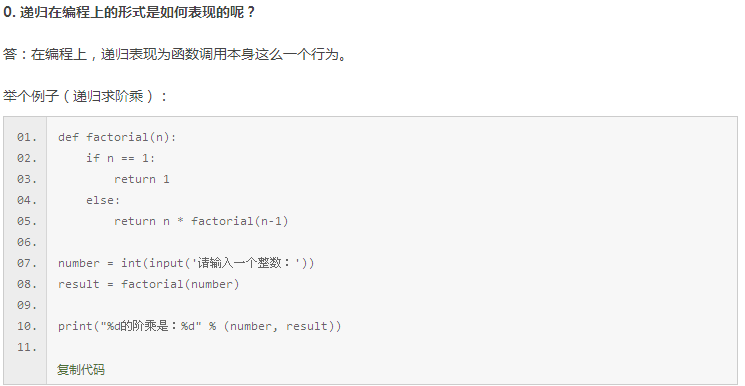 0. 递归在编程上的形式是如何表现的呢？
答：在编程上，递归表现为函数调用本身这么一个行为。
举个例子（递归求阶乘）：
01. def factorial(n):
02.     if n == 1:
03.         return 1
04.     else:
05.         return n * factorial(n-1)
06.
07. number = int(input('请输入一个整数：'))
08. result = factorial(number)
09.
10. print("%d的阶乘是：%d" % (number, result))
11.
复制代码